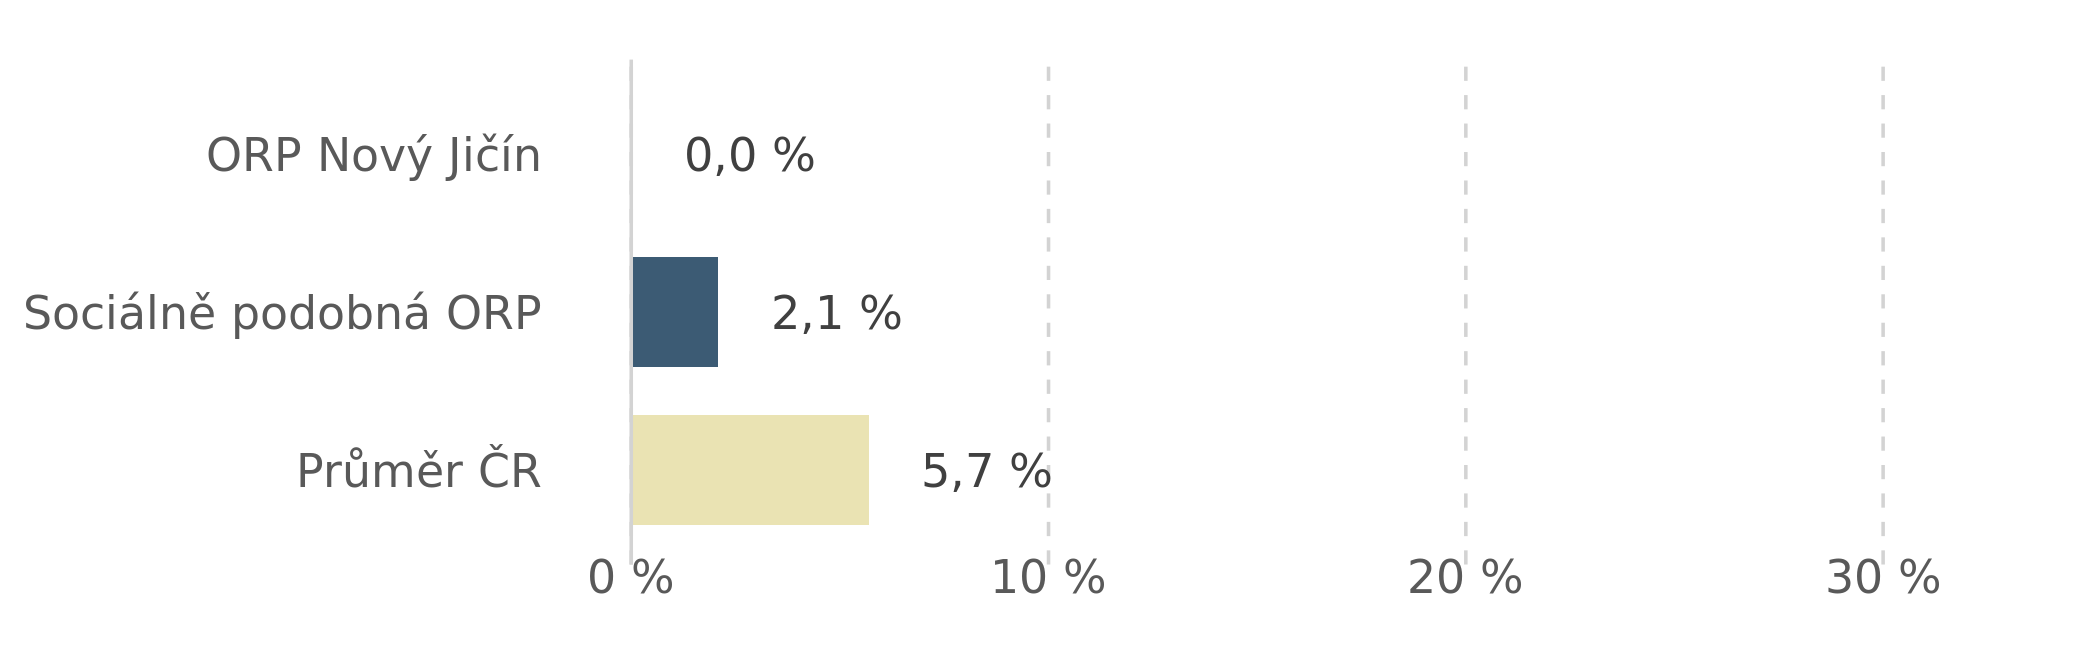 ORP Nový Jičín 0,0 %
Sociálně podobná ORP 2,1 %
Průměr ČR 5,7 %
0 % 10 % 20 % 30 %